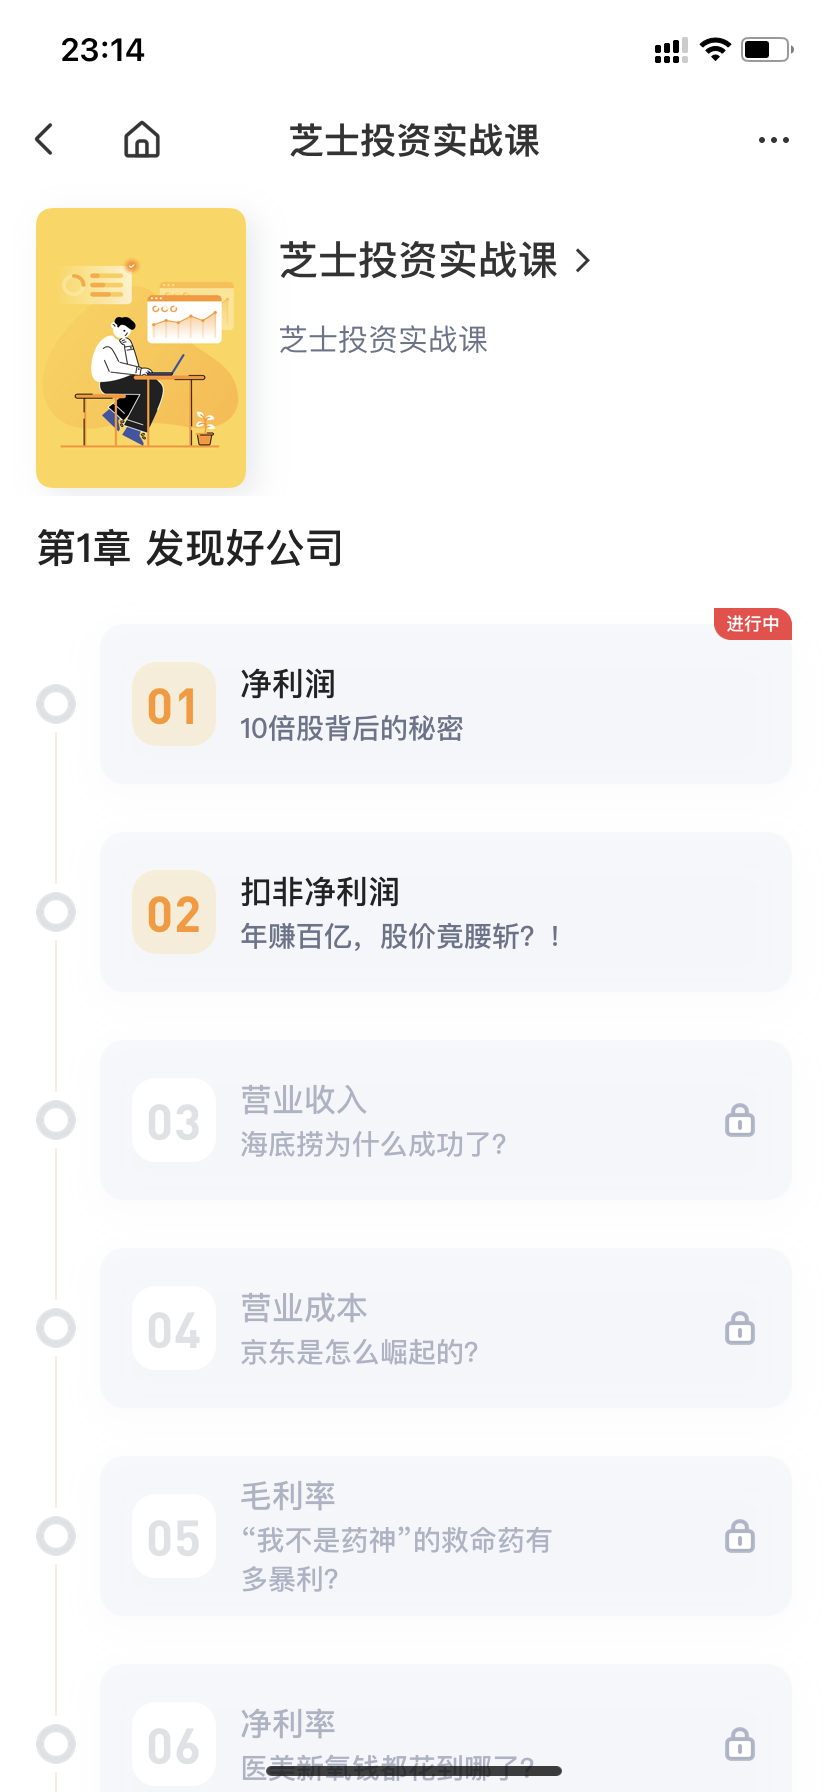 23:14
芝士投资实战课
芝士投资实战课
芝士投资实战课
第1章 发现好公司
进行中
01
净利润
10倍股背后的秘密
02
扣非净利润
年赚百亿，股价竟腰斩？！
03
营业收入
海底捞为什么成功了?
04
营业成本
京东是怎么崛起的?
05
毛利率
“我不是药神”的救命药有
多暴利?
06
净利率
医美新氧钱都花到哪了?